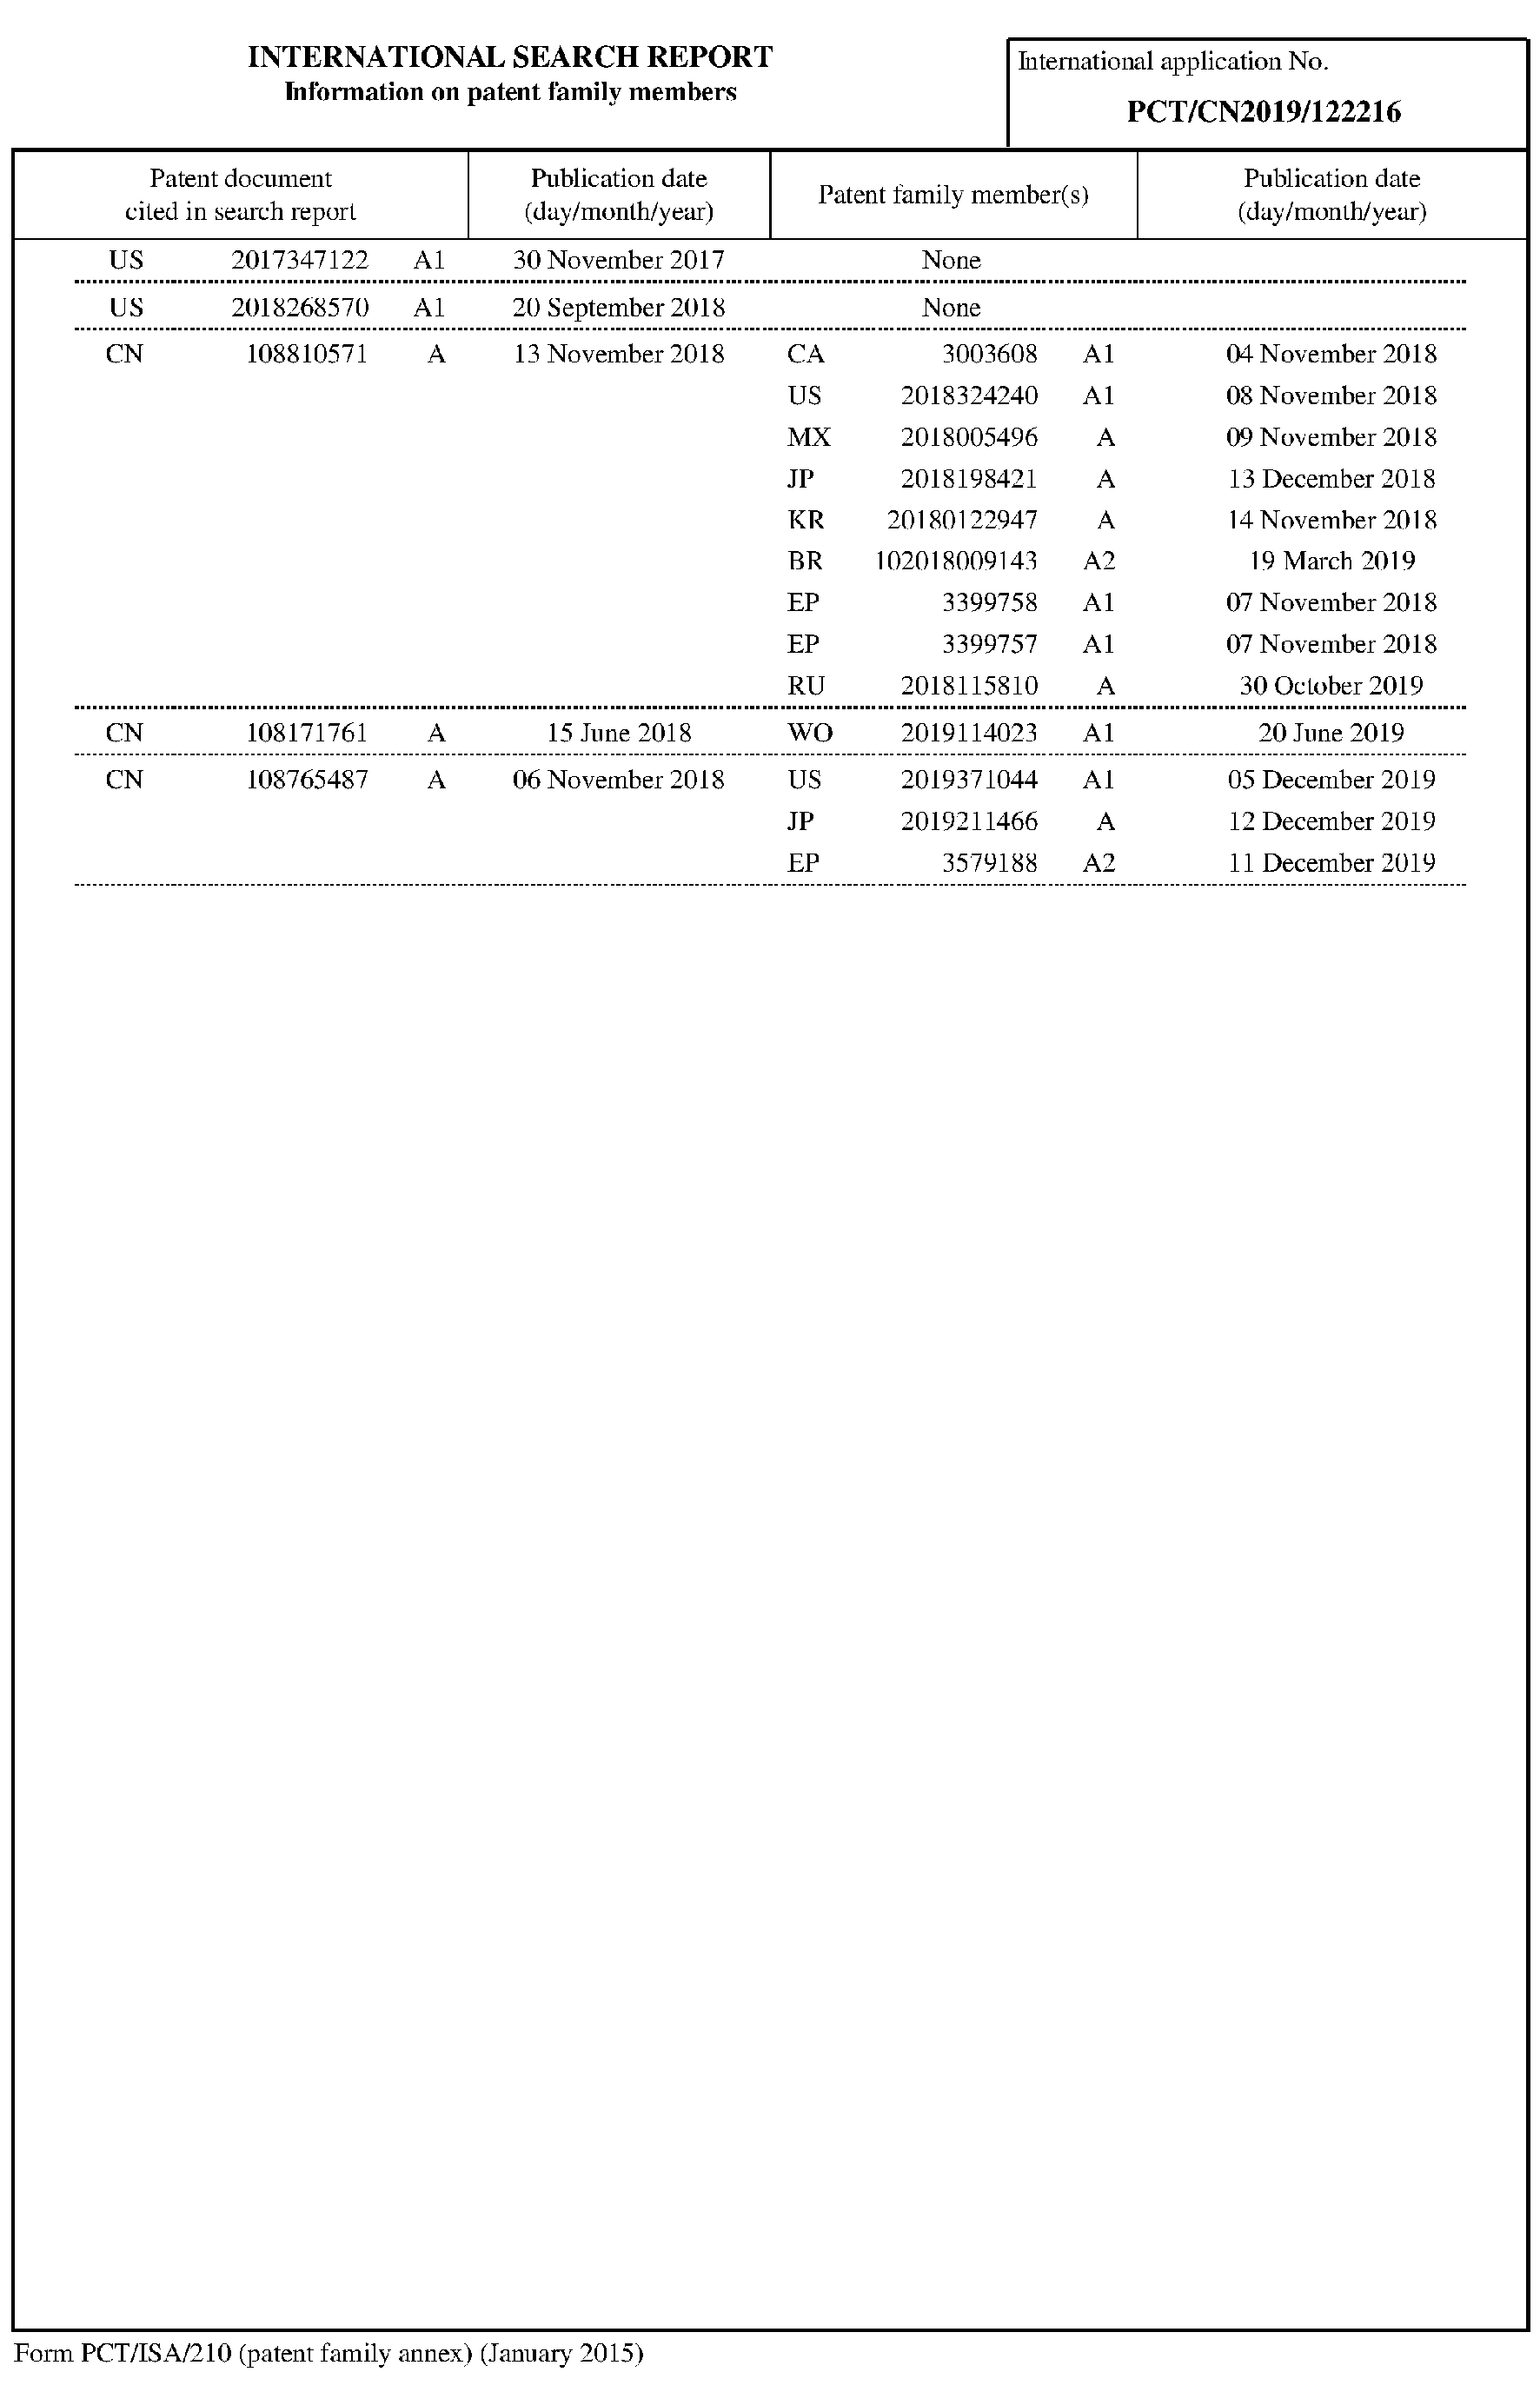 INTERNATIONAL SEARCH REPORT
Information on patent family members
International application No.
PCT/CN2019/122216
Patent document cited in search report
Publication date (day/month/year)
Patent family member(s)
Publication date (day/month/year)
US 2017347122 A1 30 November 2017 None
US 2018268570 A1 20 September 2018 None
CN 108810571 A 13 November 2018 CA 3003608 A1 04 November 2018
US 2018324240 A1 08 November 2018
MX 2018005496 A 09 November 2018
JP 2018198421 A 13 December 2018
KR 20180122947 A 14 November 2018
BR 102018009143 A2 19 March 2019
EP 3399758 A1 07 November 2018
EP 3399757 A1 07 November 2018
RU 2018115810 A 30 October 2019
CN 108171761 A 15 June 2018 WO 2019114023 A1 20 June 2019
CN 108765487 A 06 November 2018 US 2019371044 A1 05 December 2019
JP 2019211466 A 12 December 2019
EP 3579188 A2 11 December 2019
Form PCT/ISA/210 (patent family annex) (January 2015)